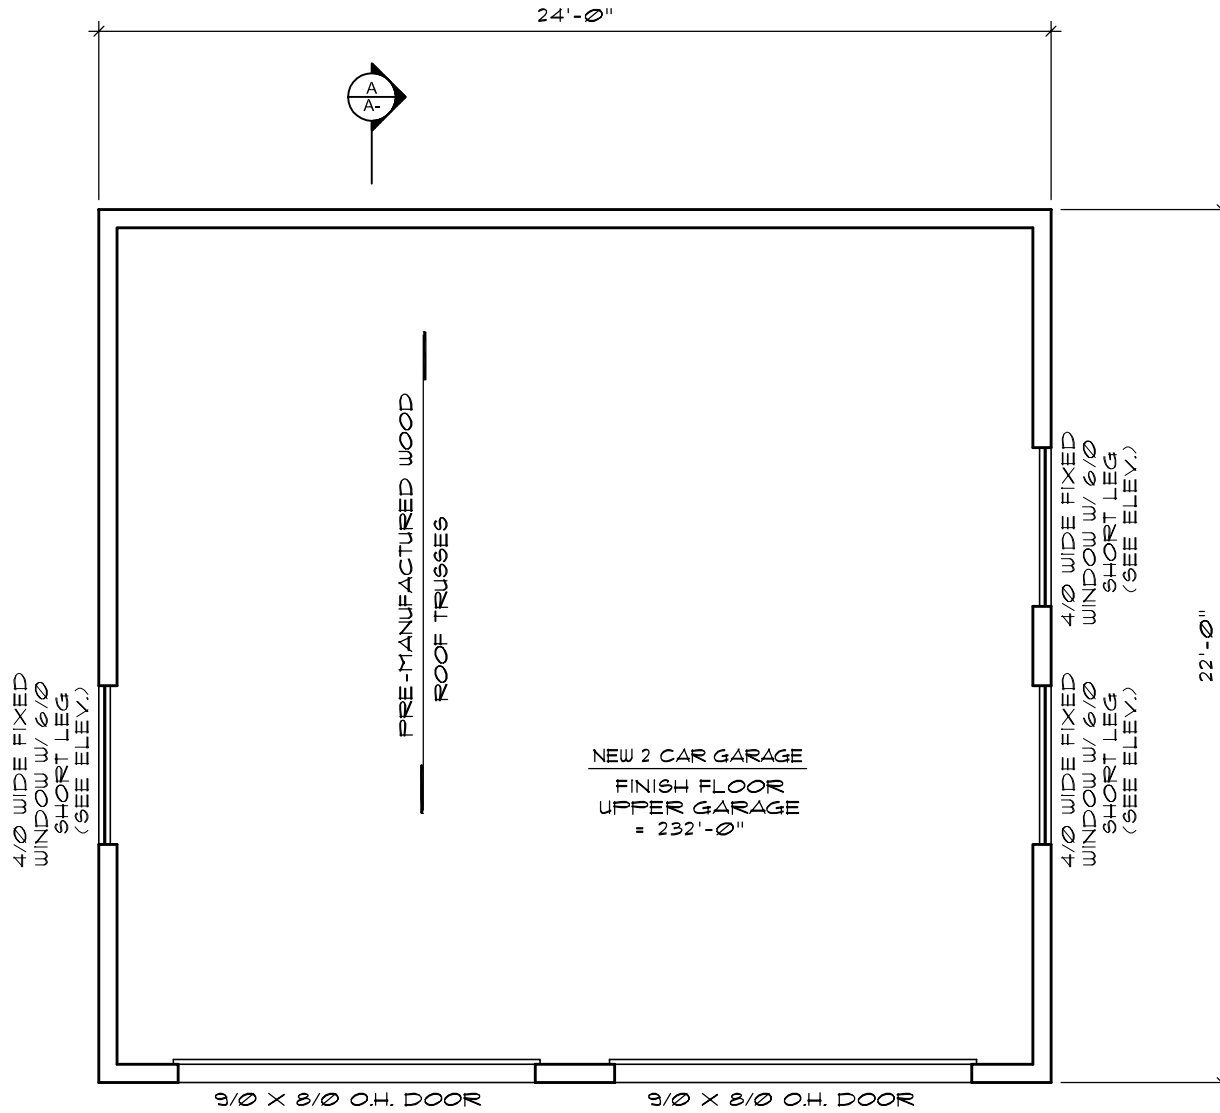 24'-0"
A
A-
PRE-MANUFACTURED WOOD
ROOF TRUSSES
4/0 WIDE FIXED
WINDOW W/ 6/0
SHORT LEG
(SEE ELEV.)
22'-0"
4/0 WIDE FIXED
WINDOW W/ 6/0
SHORT LEG
(SEE ELEV.)
4/0 WIDE FIXED
WINDOW W/ 6/0
SHORT LEG
(SEE ELEV.)
NEW 2 CAR GARAGE
FINISH FLOOR
UPPER GARAGE
= 232'-0"
9/0 X 8/0 O.H. DOOR
9/0 X 8/0 O.H. DOOR